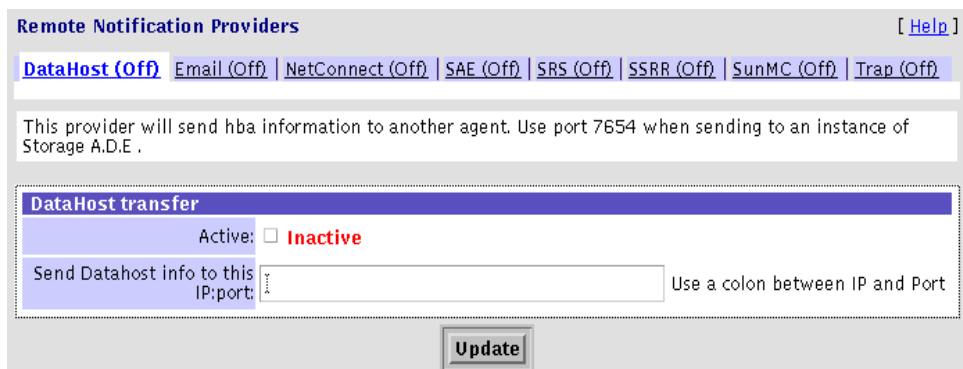 Remote Notification Providers [ Help ]
DataHost (Off) Email (Off) | NetConnect (Off) | SAE (Off) | SRS (Off) | SSRR (Off) | SunMC (Off) | Trap (Off)
This provider will send hba information to another agent. Use port 7654 when sending to an instance of
Storage A.D.E .
DataHost transfer
Active: Inactive
Send Datahost info to this
IP:port: Use a colon between IP and Port
Update